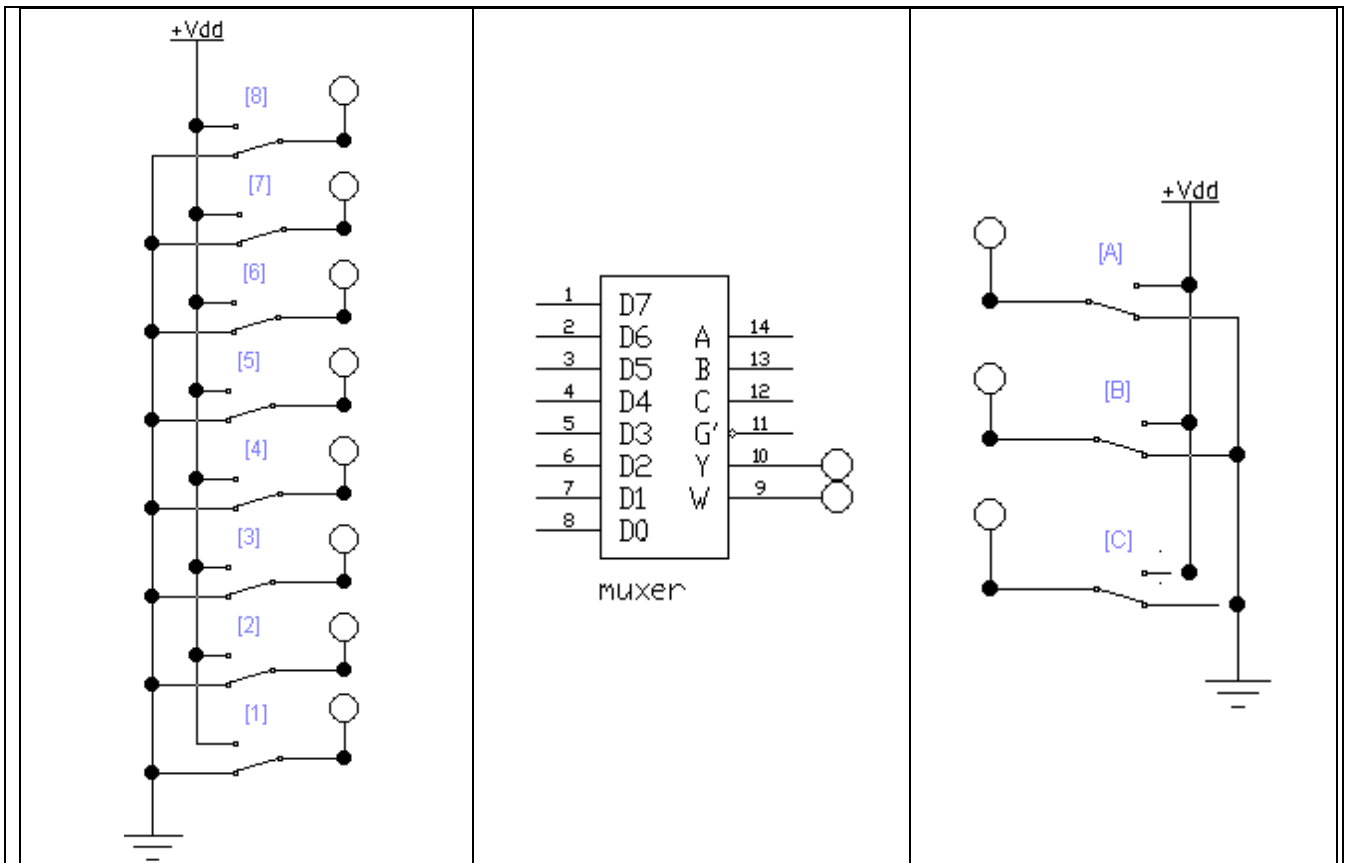 +Vdd
[8]
[7]
[6]
[5]
[4]
[3]
[2]
[1]
1 D7
2 D6 A 14
3 D5 B 13
4 D4 C 12
5 D3 G' 11
6 D2 Y 10
7 D1 W 9
8 D0
muxer
+Vdd
[A]
[B]
[C]